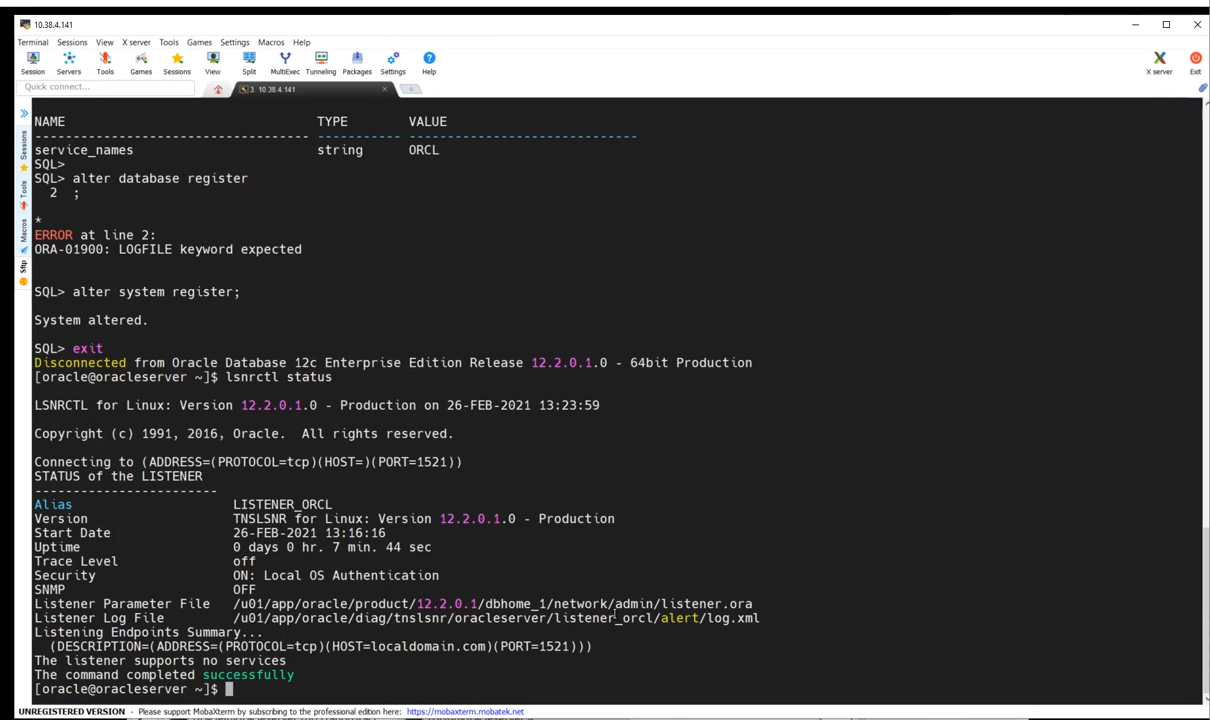 10.38.4.141
Terminal Sessions View X server Tools Games Settings Macros Help
Session Servers Tools Games Sessions View Split MultiExec Tunneling Packages Settings Help X server Exit
Quick connect...
3. 10.38.4.141
Sessions
Tools
Macros
Sftp
NAME TYPE VALUE
------------------------------------ ----------- ------------------------------
service_names string ORCL
SQL>
SQL> alter database register
2 ;
*
ERROR at line 2:
ORA-01900: LOGFILE keyword expected
SQL> alter system register;
System altered.
SQL> exit
Disconnected from Oracle Database 12c Enterprise Edition Release 12.2.0.1.0 - 64bit Production
[oracle@oracleserver ~]$ lsnrctl status
LSNRCTL for Linux: Version 12.2.0.1.0 - Production on 26-FEB-2021 13:23:59
Copyright (c) 1991, 2016, Oracle. All rights reserved.
Connecting to (ADDRESS=(PROTOCOL=tcp)(HOST=)(PORT=1521))
STATUS of the LISTENER
------------------------
Alias LISTENER_ORCL
Version TNSLSNR for Linux: Version 12.2.0.1.0 - Production
Start Date 26-FEB-2021 13:16:16
Uptime 0 days 0 hr. 7 min. 44 sec
Trace Level off
Security ON: Local OS Authentication
SNMP OFF
Listener Parameter File /u01/app/oracle/product/12.2.0.1/dbhome_1/network/admin/listener.ora
Listener Log File /u01/app/oracle/diag/tnslsnr/oracleserver/listener_orcl/alert/log.xml
Listening Endpoints Summary...
(DESCRIPTION=(ADDRESS=(PROTOCOL=tcp)(HOST=localdomain.com)(PORT=1521)))
The listener supports no services
The command completed successfully
[oracle@oracleserver ~]$
UNREGISTERED VERSION - Please support MobaXterm by subscribing to the professional edition here: https://mobaxterm.mobatek.net